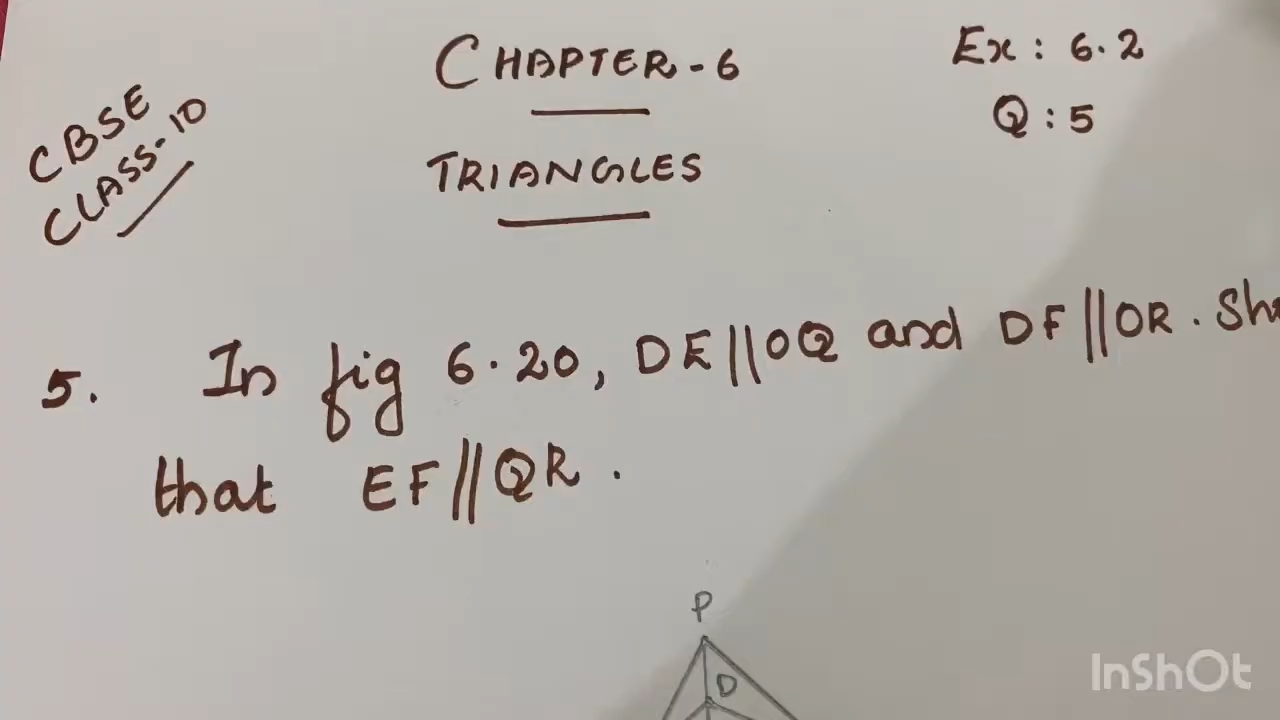 CBSE
CLASS-10
CHAPTER-6
TRIANGLES
Ex: 6.2
Q:5
5. In fig 6.20, DE||OQ and DF||OR. Sh
that EF||QR.
P
D
InShOt